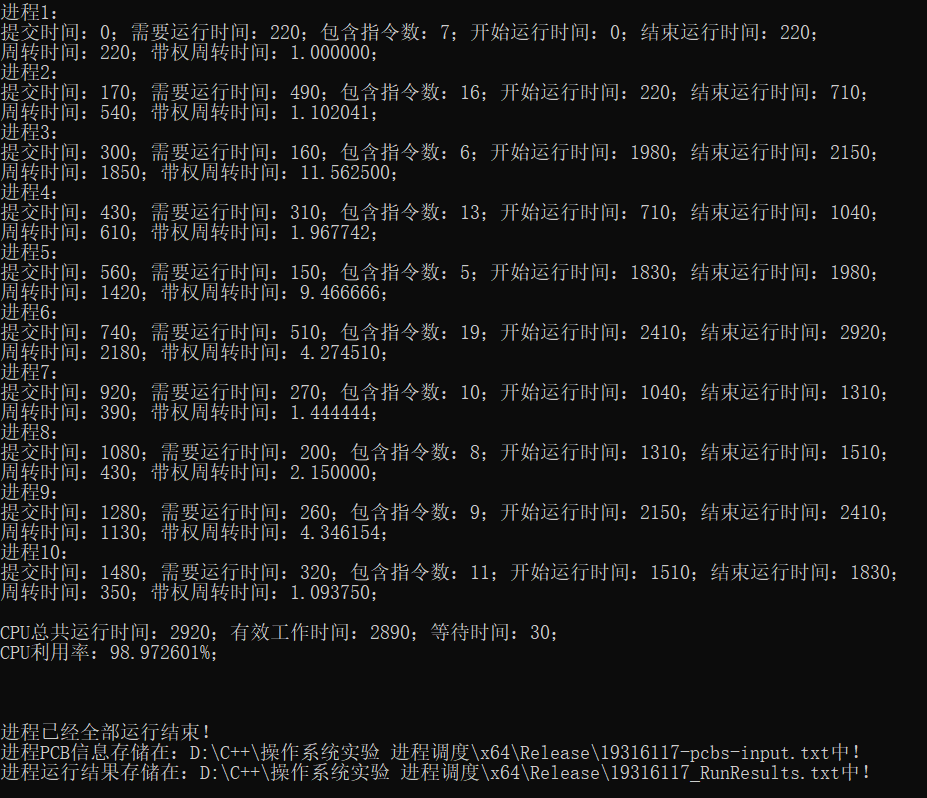 进程1：
提交时间：0；需要运行时间：220；包含指令数：7；开始运行时间：0；结束运行时间：220；
周转时间：220；带权周转时间：1.000000；
进程2：
提交时间：170；需要运行时间：490；包含指令数：16；开始运行时间：220；结束运行时间：710；
周转时间：540；带权周转时间：1.102041；
进程3：
提交时间：300；需要运行时间：160；包含指令数：6；开始运行时间：1980；结束运行时间：2150；
周转时间：1850；带权周转时间：11.562500；
进程4：
提交时间：430；需要运行时间：310；包含指令数：13；开始运行时间：710；结束运行时间：1040；
周转时间：610；带权周转时间：1.967742；
进程5：
提交时间：560；需要运行时间：150；包含指令数：5；开始运行时间：1830；结束运行时间：1980；
周转时间：1420；带权周转时间：9.466666；
进程6：
提交时间：740；需要运行时间：510；包含指令数：19；开始运行时间：2410；结束运行时间：2920；
周转时间：2180；带权周转时间：4.274510；
进程7：
提交时间：920；需要运行时间：270；包含指令数：10；开始运行时间：1040；结束运行时间：1310；
周转时间：390；带权周转时间：1.444444；
进程8：
提交时间：1080；需要运行时间：200；包含指令数：8；开始运行时间：1310；结束运行时间：1510；
周转时间：430；带权周转时间：2.150000；
进程9：
提交时间：1280；需要运行时间：260；包含指令数：9；开始运行时间：2150；结束运行时间：2410；
周转时间：1130；带权周转时间：4.346154；
进程10：
提交时间：1480；需要运行时间：320；包含指令数：11；开始运行时间：1510；结束运行时间：1830；
周转时间：350；带权周转时间：1.093750；
CPU总共运行时间：2920；有效工作时间：2890；等待时间：30；
CPU利用率：98.972601%；
进程已经全部运行结束！
进程PCB信息存储在：D:\C++\操作系统实验 进程调度\x64\Release\19316117-pcbs-input.txt中！
进程运行结果存储在：D:\C++\操作系统实验 进程调度\x64\Release\19316117_RunResults.txt中！